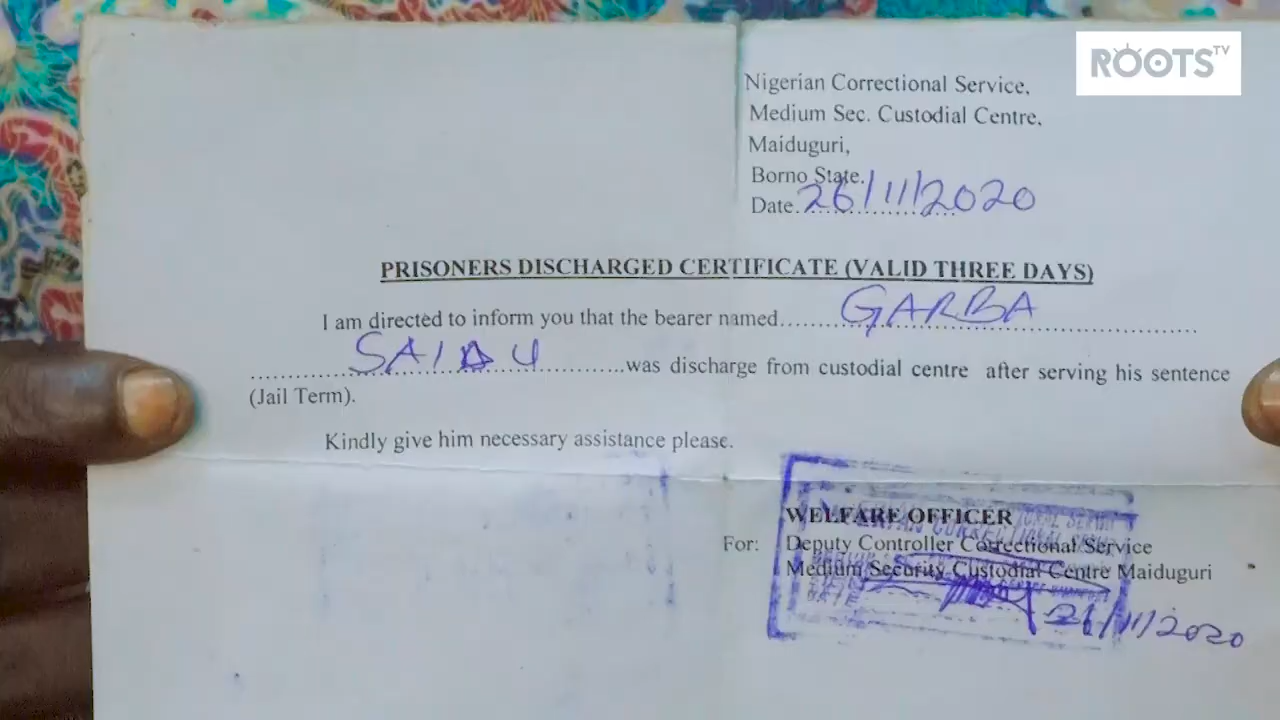 ROOTS TV
Nigerian Correctional Service,
Medium Sec. Custodial Centre,
Maiduguri,
Borno State.
Date 26/11/2020
PRISONERS DISCHARGED CERTIFICATE (VALID THREE DAYS)
I am directed to inform you that the bearer named GARBA
SAIDU was discharge from custodial centre after serving his sentence
(Jail Term).
Kindly give him necessary assistance please.
WELFARE OFFICER
For: Deputy Controller Correctional Service
Medium Security Custodial Centre Maiduguri
DATE
26/11/2020